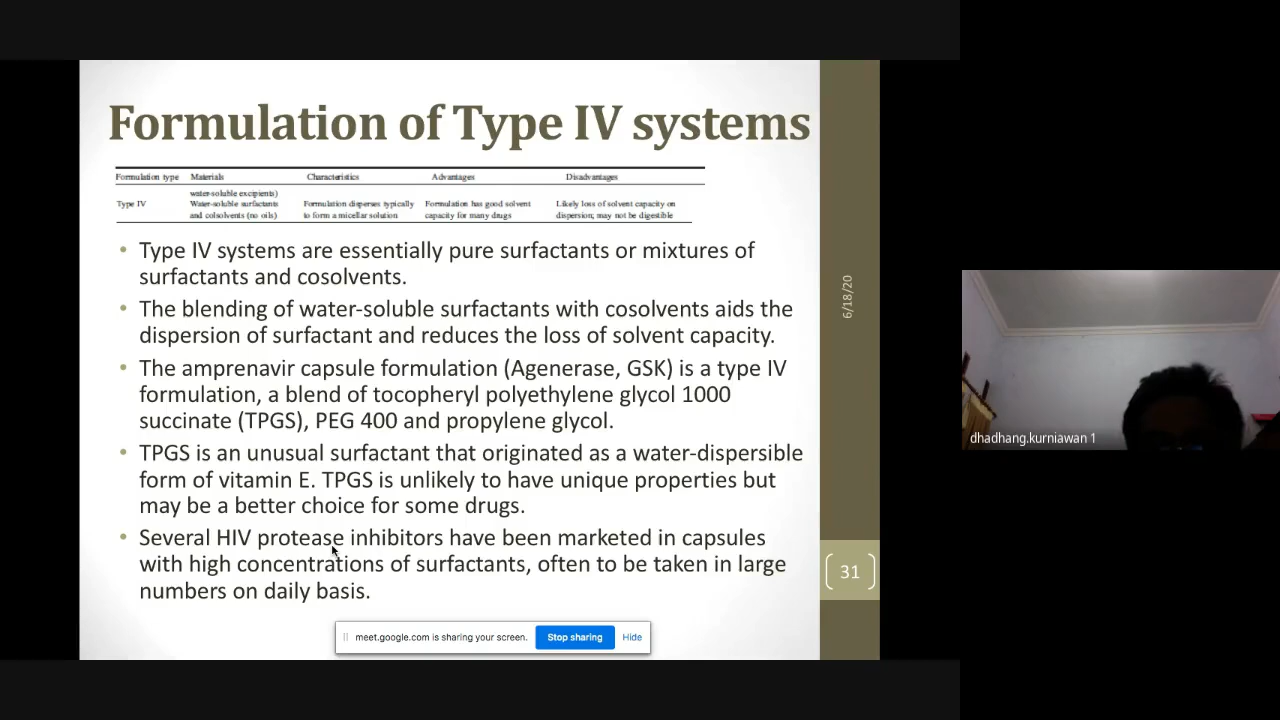 Formulation of Type IV systems
Formulation type Materials Characteristics Advantages Disadvantages
water-soluble excipients)
Type IV Water-soluble surfactants Formulation disperses typically Formulation has good solvent Likely loss of solvent capacity on
and colsolvents (no oils) to form a micellar solution capacity for many drugs dispersion; may not be digestible
• Type IV systems are essentially pure surfactants or mixtures of
surfactants and cosolvents.
• The blending of water-soluble surfactants with cosolvents aids the
dispersion of surfactant and reduces the loss of solvent capacity.
• The amprenavir capsule formulation (Agenerase, GSK) is a type IV
formulation, a blend of tocopheryl polyethylene glycol 1000
succinate (TPGS), PEG 400 and propylene glycol.
• TPGS is an unusual surfactant that originated as a water-dispersible
form of vitamin E. TPGS is unlikely to have unique properties but
may be a better choice for some drugs.
• Several HIV protease inhibitors have been marketed in capsules
with high concentrations of surfactants, often to be taken in large
numbers on daily basis.
6/18/20
31
meet.google.com is sharing your screen. Stop sharing Hide
dhadhang.kurniawan 1